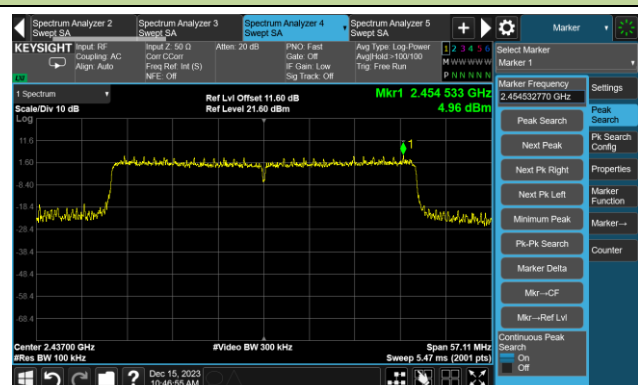 Spectrum Analyzer 2
Swept SA
Spectrum Analyzer 3
Swept SA
Spectrum Analyzer 4
Swept SA
Spectrum Analyzer 5
Swept SA
+
Marker
KEYSIGHT
Input: RF
Coupling: AC
Align: Auto
Input Z: 50 Ω
Corr CCorr
Freq Ref: Int (S)
NFE: Off
Atten: 20 dB
PNO: Fast
Gate: Off
IF Gain: Low
Sig Track: Off
Avg Type: Log-Power
Avg|Hold:>100/100
Trig: Free Run
1 2 3 4 5 6
M W W W W W
P N N N N N
LW
Select Marker
Marker 1
1 Spectrum
Scale/Div 10 dB
Log
Ref Lvl Offset 11.60 dB
Ref Level 21.60 dBm
Mkr1 2.454 533 GHz
4.96 dBm
1
11.6
1.60
-8.40
-18.4
-28.4
-38.4
-48.4
-58.4
-68.4
Center 2.43700 GHz
#Res BW 100 kHz
#Video BW 300 kHz
Span 57.11 MHz
Sweep 5.47 ms (2001 pts)
Marker Frequency
2.454532770 GHz
Peak Search
Next Peak
Next Pk Right
Next Pk Left
Minimum Peak
Pk-Pk Search
Marker Delta
Mkr→CF
Mkr→Ref Lvl
Continuous Peak
Search
On
Off
Settings
Peak
Search
Pk Search
Config
Properties
Marker
Function
Marker→
Counter
?
Dec 15, 2023
10:46:55 AM